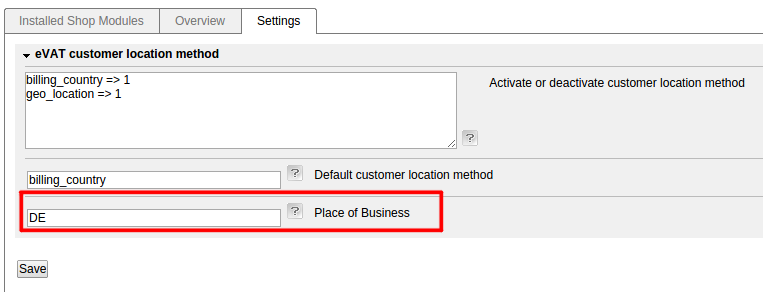 Installed Shop Modules
Overview
Settings
eVAT customer location method
billing_country => 1
geo_location => 1
Activate or deactivate customer location method
?
billing_country
?
Default customer location method
DE
?
Place of Business
Save